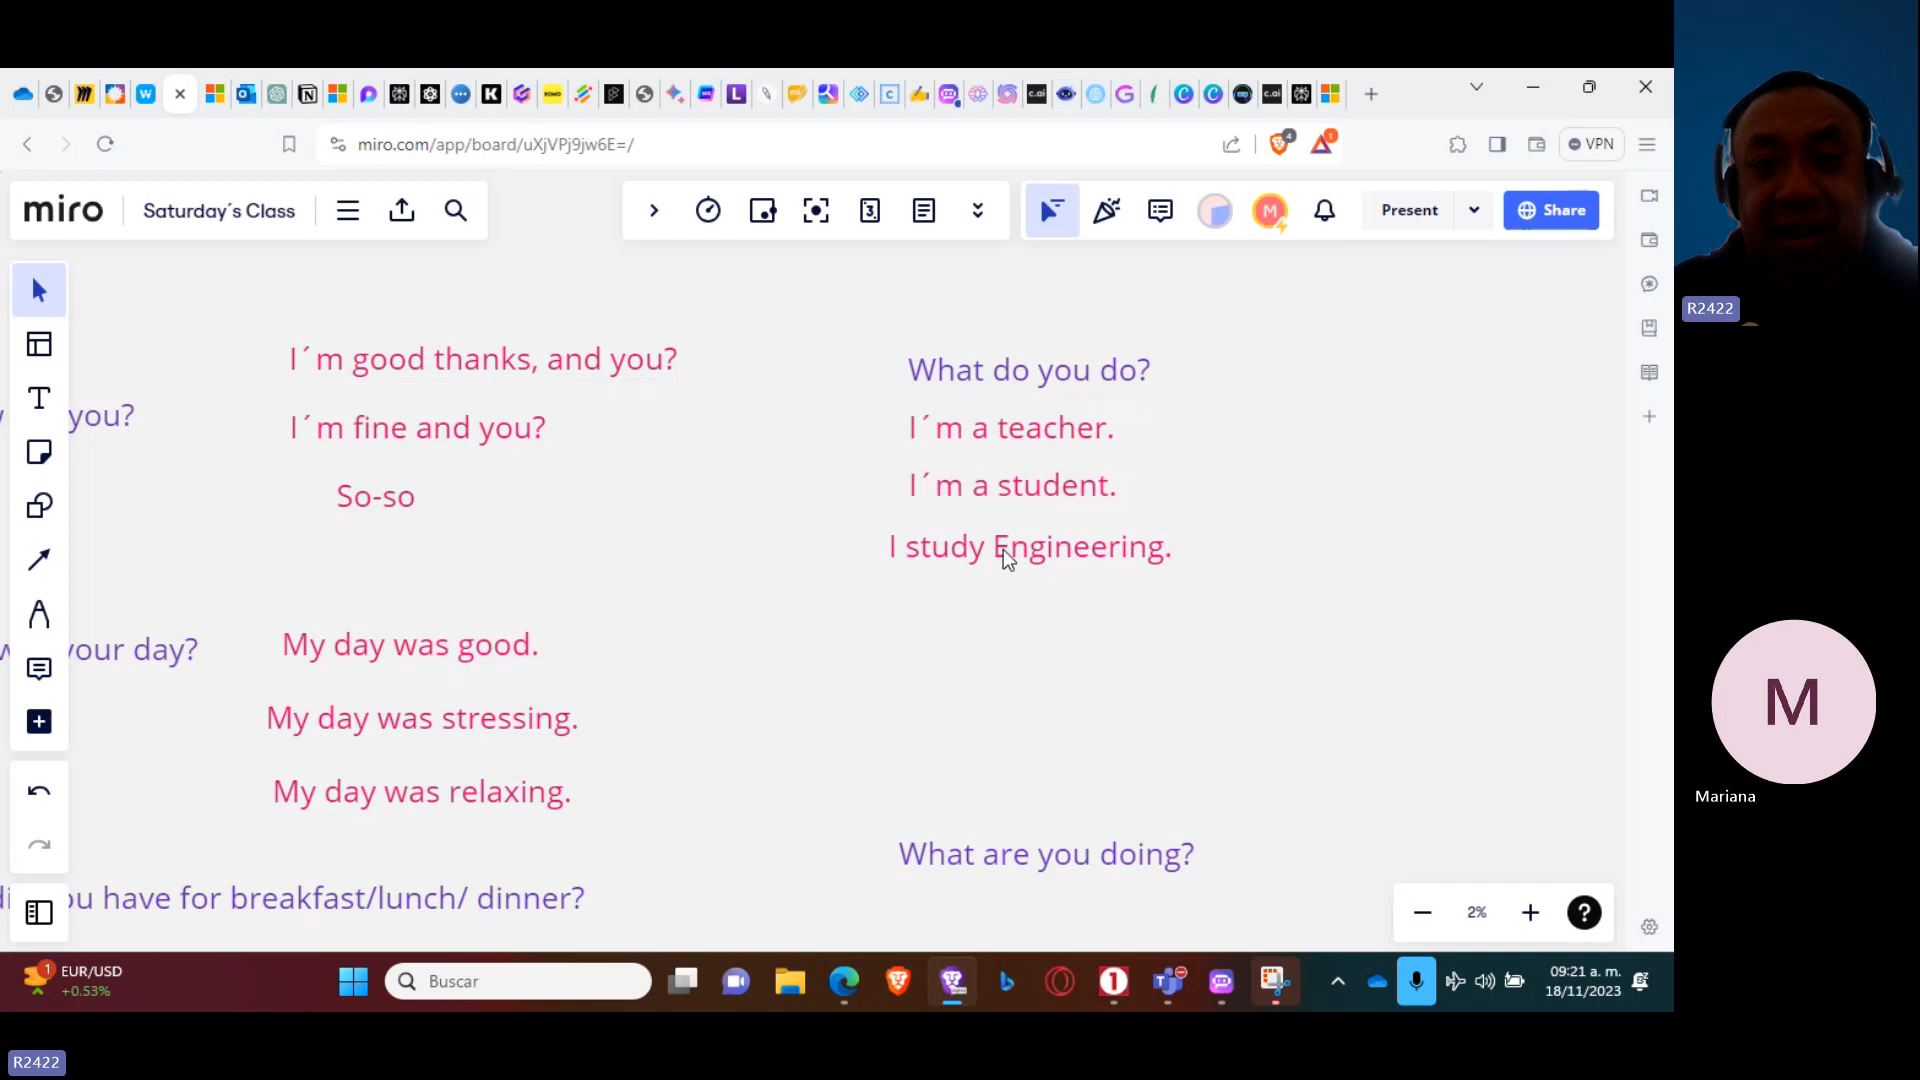 miro.com/app/board/uXjVPj9jw6E=/
VPN
miro
Saturday´s Class
Present
Share
I´m good thanks, and you?
I´m fine and you?
So-so
you?
What do you do?
I´m a teacher.
I´m a student.
I study Engineering.
your day?
My day was good.
My day was stressing.
My day was relaxing.
What are you doing?
you have for breakfast/lunch/ dinner?
2%
EUR/USD
+0.53%
Buscar
09:21 a. m.
18/11/2023
R2422
M
Mariana
R2422